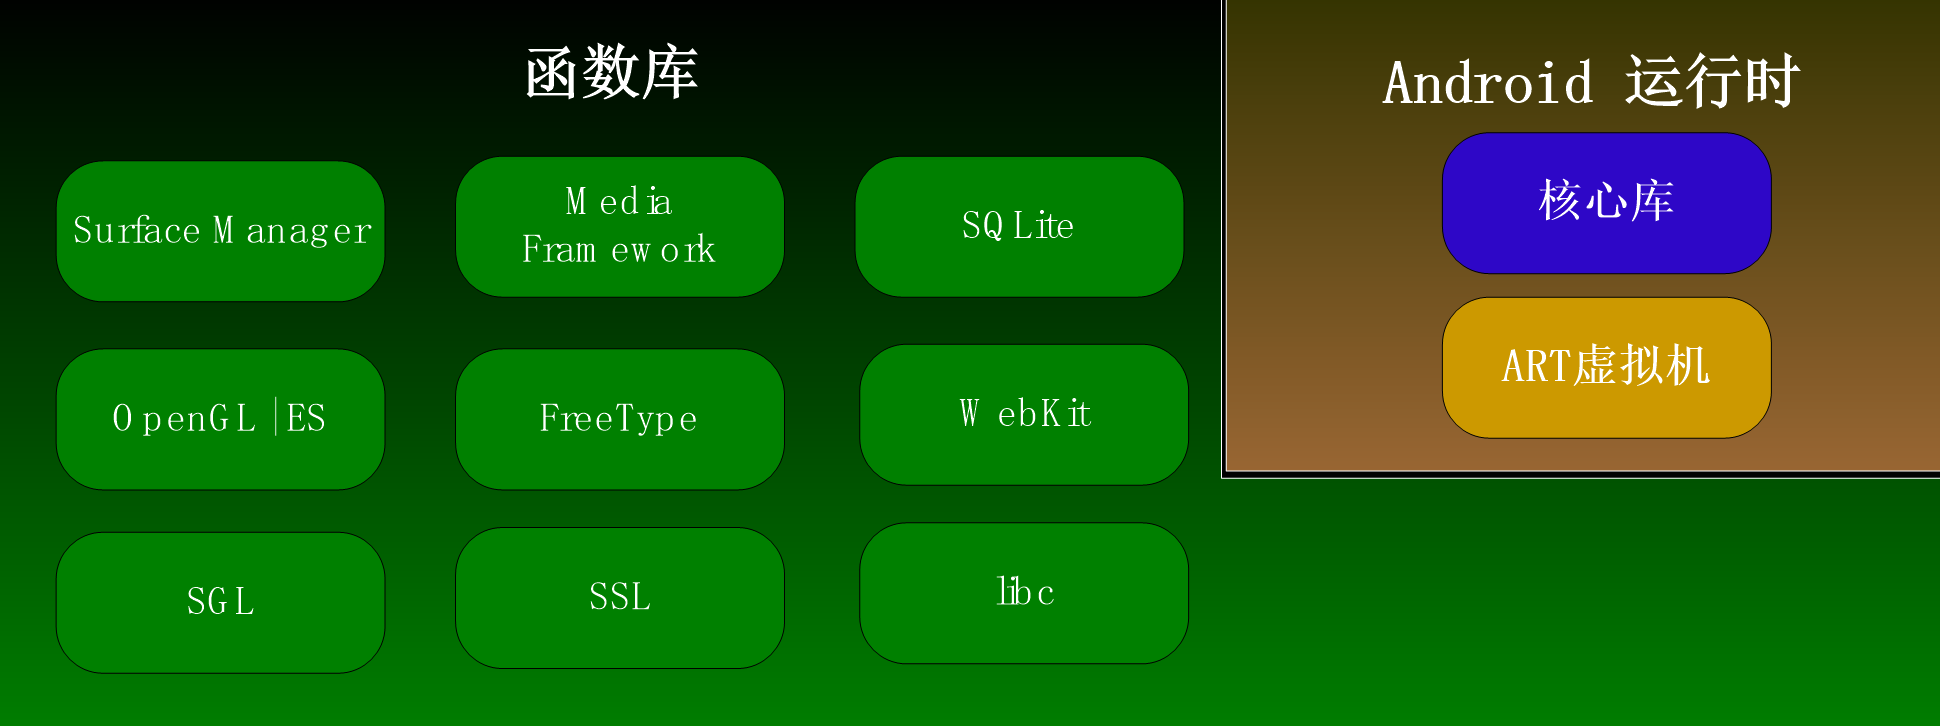 函数库
Surface Manager
Media
Framework
SQLite
OpenGL|ES
FreeType
WebKit
SGL
SSL
libc
Android 运行时
核心库
ART虚拟机